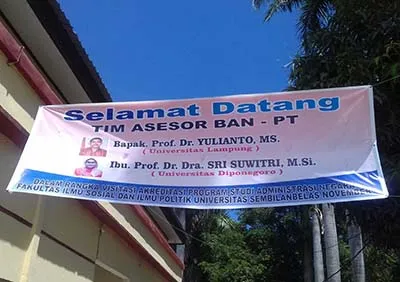 Selamat Datang
TIM ASESOR BAN - PT
Bapak. Prof. Dr. YULIANTO, MS.
( Universitas Lampung )
Ibu. Prof. Dr. Dra. SRI SUWITRI, M.Si.
( Universitas Diponegoro )
DALAM RANGKA VISITASI AKREDITASI PROGRAM STUDI ADMINISTRASI NEGARA
FAKULTAS ILMU SOSIAL DAN ILMU POLITIK UNIVERSITAS SEMBILANBELAS NOVEMBER